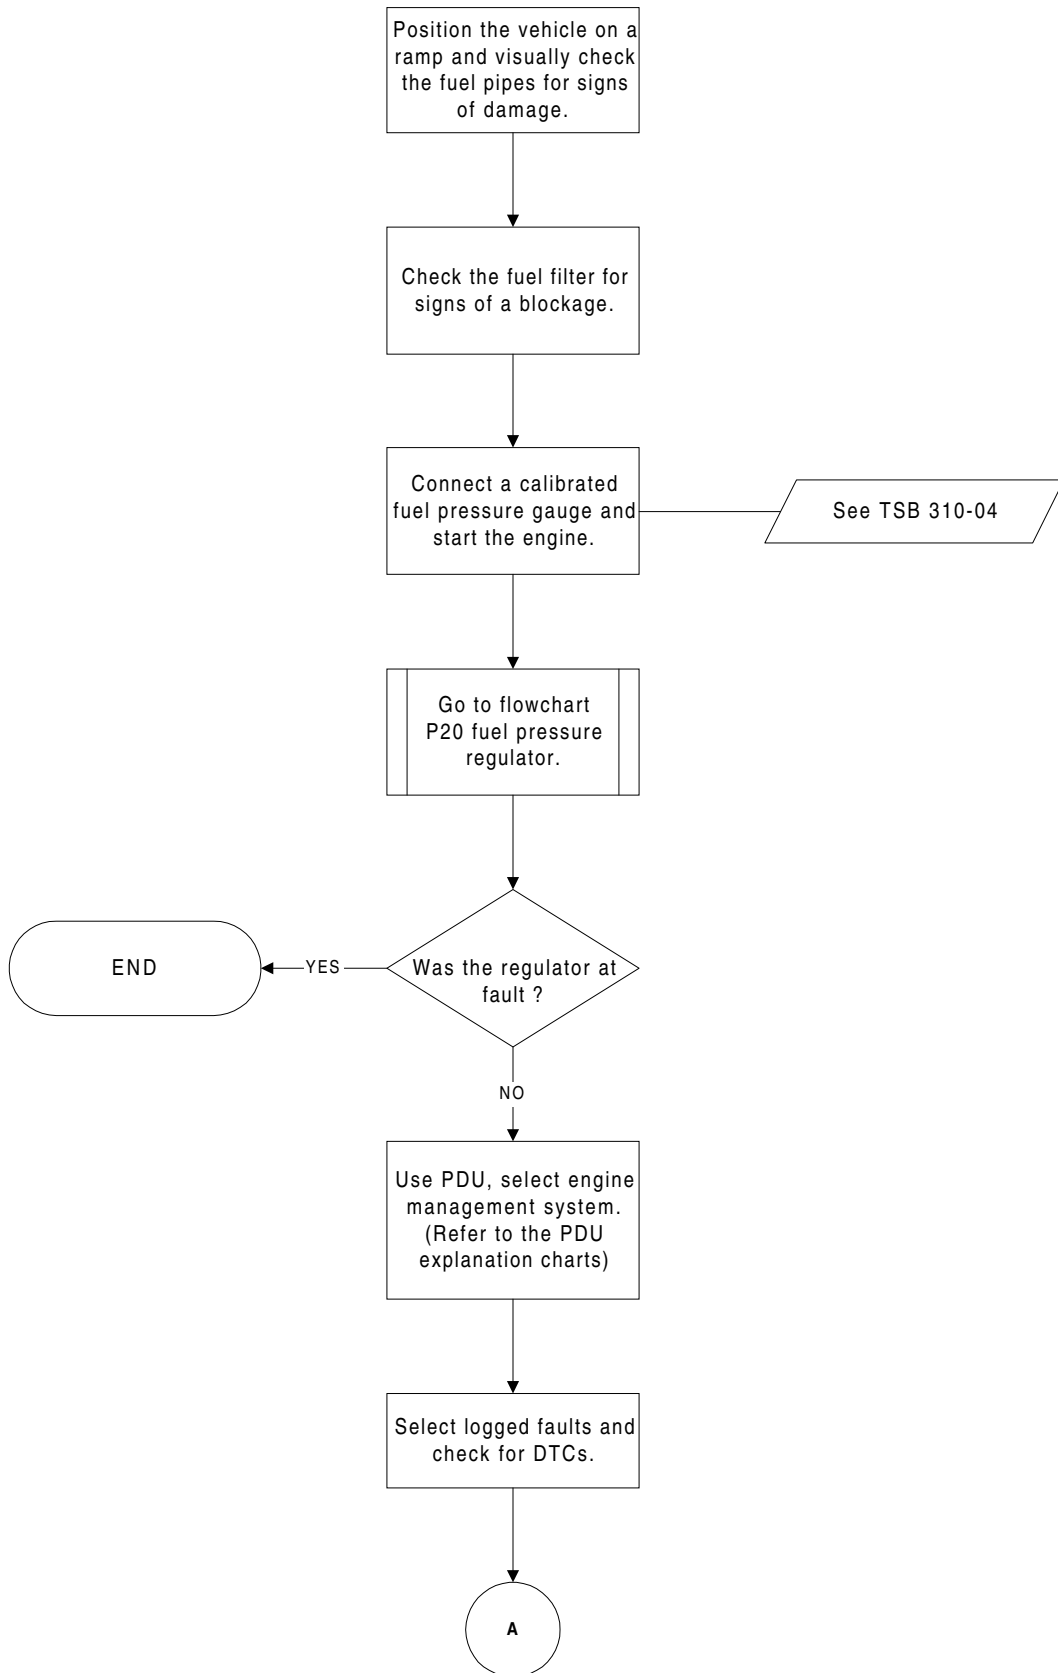 Position the vehicle on a
ramp and visually check
the fuel pipes for signs
of damage.
Check the fuel filter for
signs of a blockage.
Connect a calibrated
fuel pressure gauge and
start the engine.
See TSB 310-04
Go to flowchart
P20 fuel pressure
regulator.
Was the regulator at
fault ?
YES
END
NO
Use PDU, select engine
management system.
(Refer to the PDU
explanation charts)
Select logged faults and
check for DTCs.
A